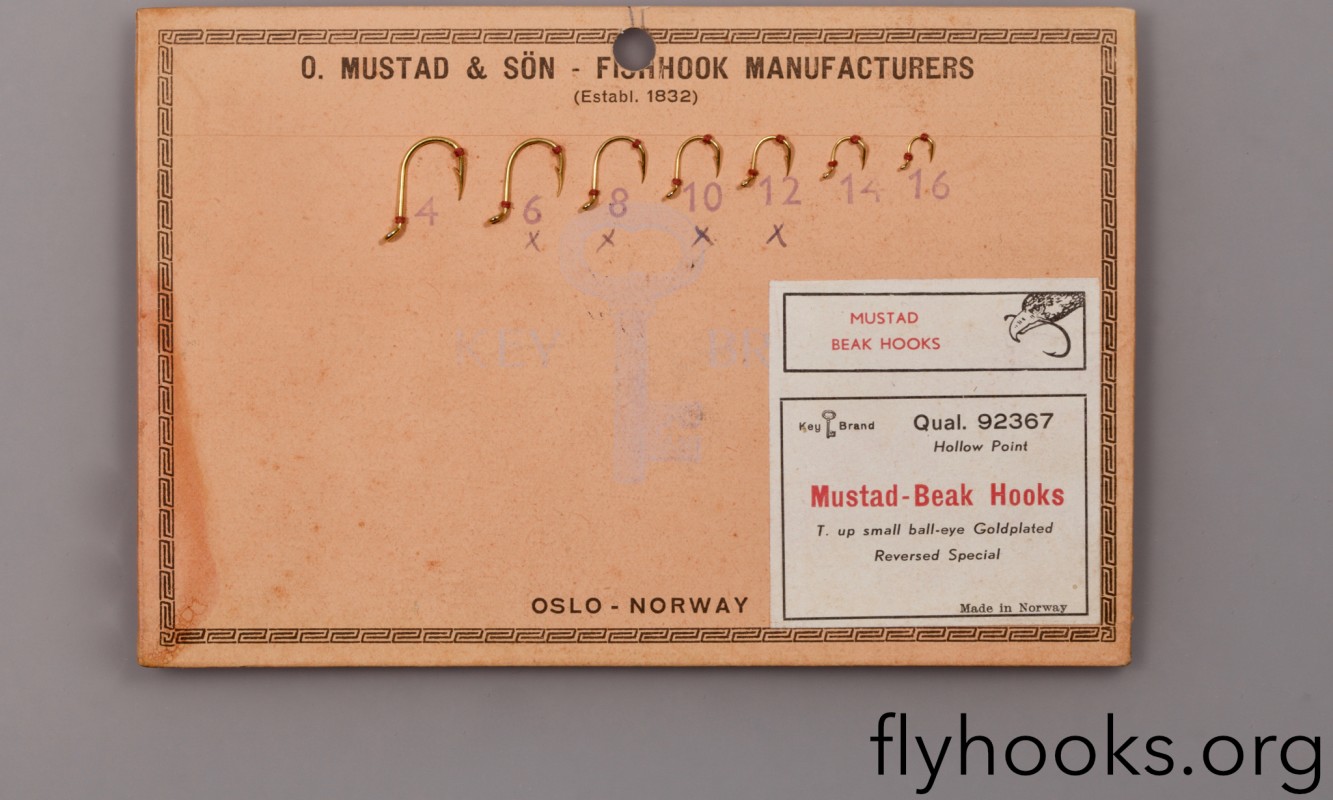 O. MUSTAD & SÖN - FISHHOOK MANUFACTURERS
(Establ. 1832)
4 6 8 10 12 14 16
x x x x
KEY BR
MUSTAD
BEAK HOOKS
Key Brand Qual. 92367
Hollow Point
Mustad-Beak Hooks
T. up small ball-eye Goldplated
Reversed Special
Made in Norway
OSLO - NORWAY
flyhooks.org